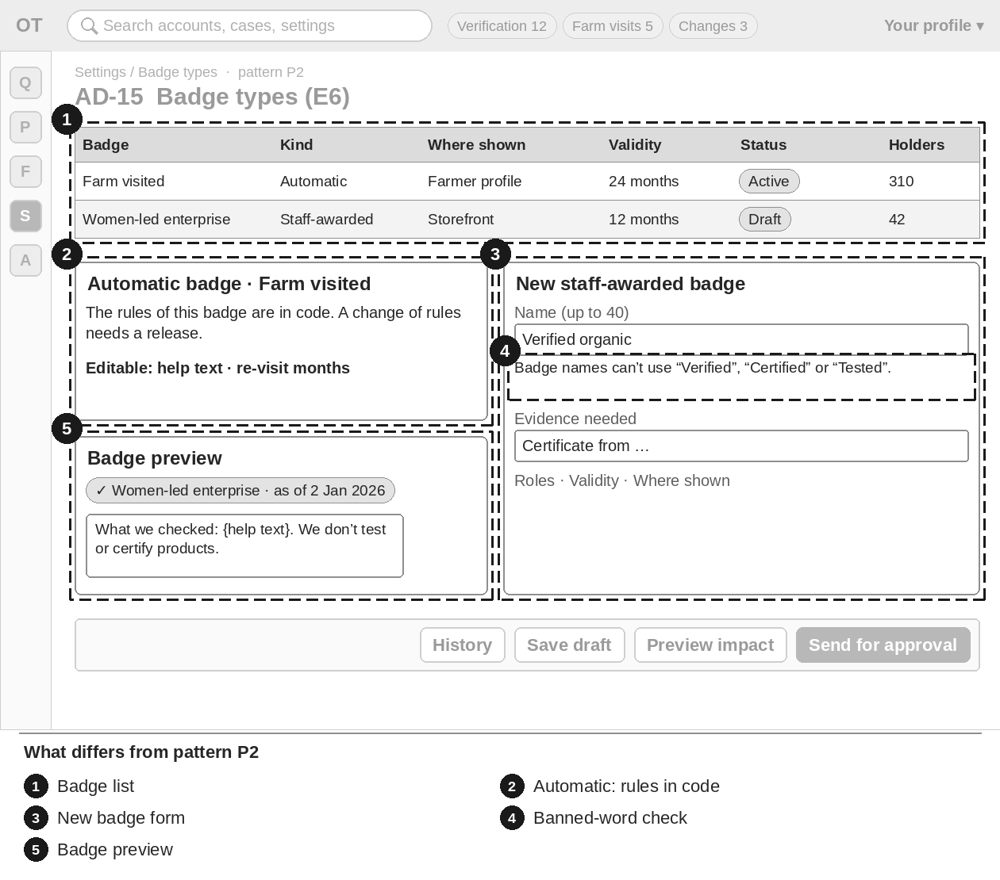 OT
Search accounts, cases, settings
Verification 12
Farm visits 5
Changes 3
Your profile ▾
Q
P
F
S
A
Settings / Badge types · pattern P2
AD-15 Badge types (E6)
1
Badge Kind Where shown Validity Status Holders
Farm visited Automatic Farmer profile 24 months Active 310
Women-led enterprise Staff-awarded Storefront 12 months Draft 42
2
Automatic badge · Farm visited
The rules of this badge are in code. A change of rules
needs a release.
Editable: help text · re-visit months
3
New staff-awarded badge
Name (up to 40)
Verified organic
4
Badge names can’t use “Verified”, “Certified” or “Tested”.
Evidence needed
Certificate from …
Roles · Validity · Where shown
5
Badge preview
✓ Women-led enterprise · as of 2 Jan 2026
What we checked: {help text}. We don’t test
or certify products.
History
Save draft
Preview impact
Send for approval
What differs from pattern P2
1 Badge list
2 Automatic: rules in code
3 New badge form
4 Banned-word check
5 Badge preview